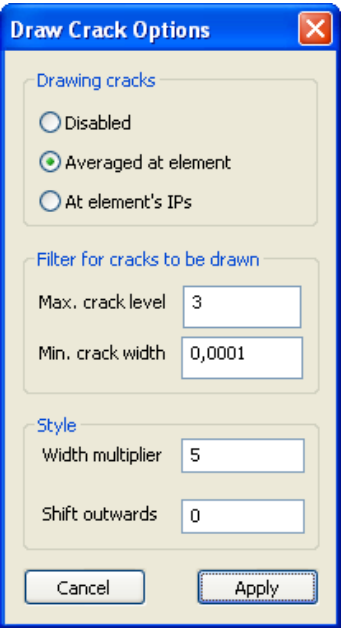 Draw Crack Options
Drawing cracks
Disabled
Averaged at element
At element's IPs
Filter for cracks to be drawn
Max. crack level 3
Min. crack width 0,0001
Style
Width multiplier 5
Shift outwards 0
Cancel Apply